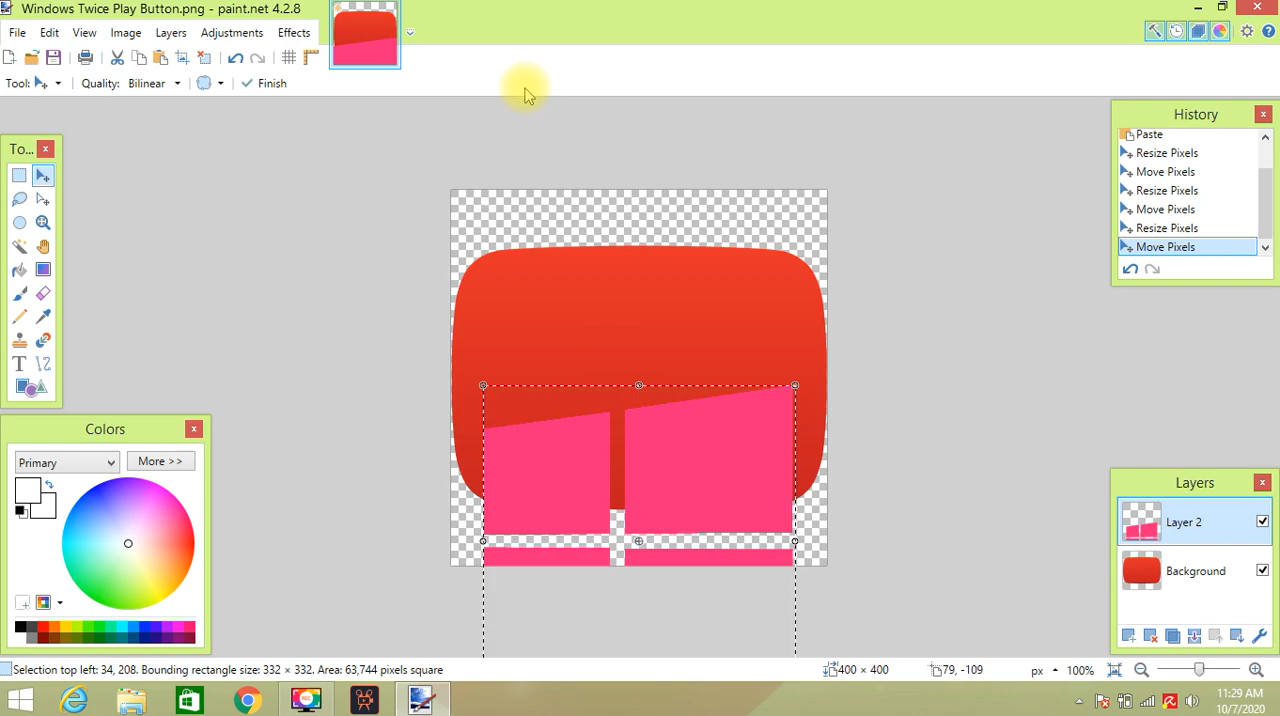 Windows Twice Play Button.png - paint.net 4.2.8
File Edit View Image Layers Adjustments Effects
Tool: Quality: Bilinear Finish
To...
History
Paste
Resize Pixels
Move Pixels
Resize Pixels
Move Pixels
Resize Pixels
Move Pixels
Colors
Primary More >>
Layers
Layer 2
Background
Selection top left: 34, 208. Bounding rectangle size: 332 × 332. Area: 63,744 pixels square
400 × 400 79, -109 px 100%
REC
11:29 AM
10/7/2020